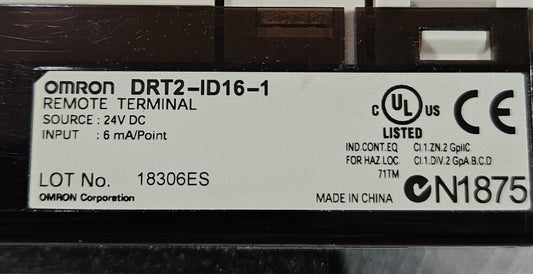 OMRON DRT2-ID16-1
REMOTE TERMINAL
SOURCE : 24V DC
INPUT : 6 mA/Point
LOT No. 18306ES
OMRON Corporation
C UL US
LISTED
CE
IND.CONT.EQ Cl.1.ZN.2 GpIIC
FOR HAZ.LOC. Cl.1.DIV.2 GpA.B.C.D
71TM
MADE IN CHINA
N1875